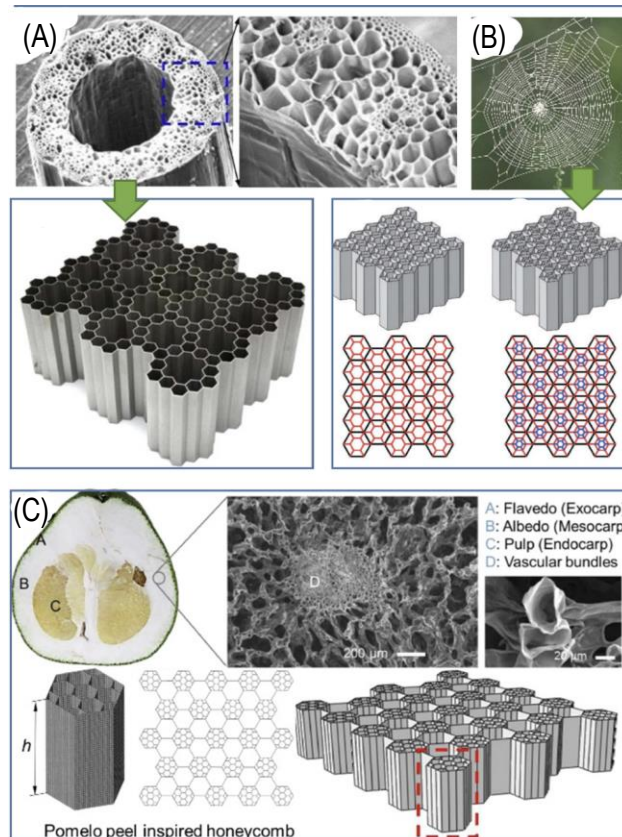 (A)
(B)
(C)
A
B
C
D
200 µm
A: Flavedo (Exocarp)
B: Albedo (Mesocarp)
C: Pulp (Endocarp)
D: Vascular bundles
20 µm
h
Pomelo peel inspired honeycomb